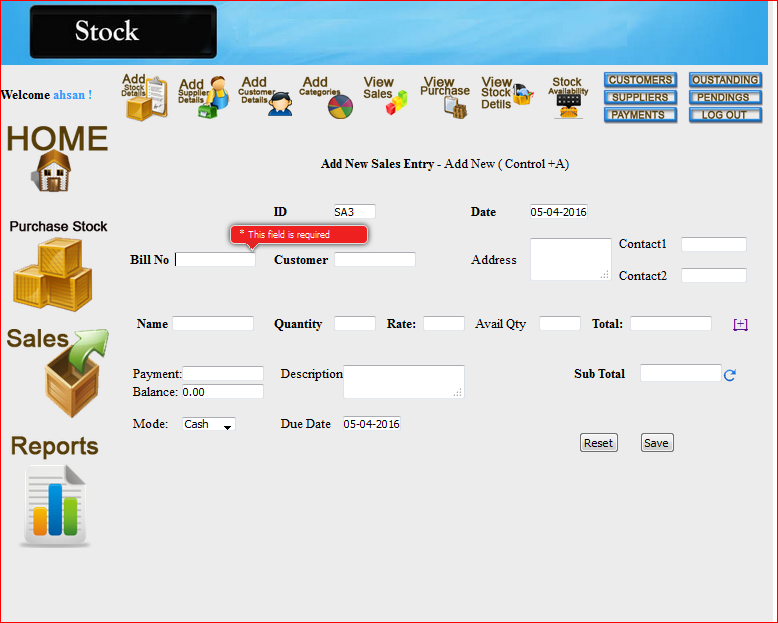 Stock
Welcome ahsan !
Add Stock Details
Add Supplier Details
Add Customer Details
Add Categories
View Sales
View Purchase
View Stock Detils
Stock Availability
CUSTOMERS
OUSTANDING
SUPPLIERS
PENDINGS
PAYMENTS
LOG OUT
HOME
Purchase Stock
Sales
Reports
Add New Sales Entry - Add New ( Control +A)
ID SA3 Date 05-04-2016
* This field is required
Bill No Customer Address Contact1
Contact2
Name Quantity Rate: Avail Qty Total: [+]
Payment: Description Sub Total
Balance: 0.00
Mode: Cash Due Date 05-04-2016
Reset Save